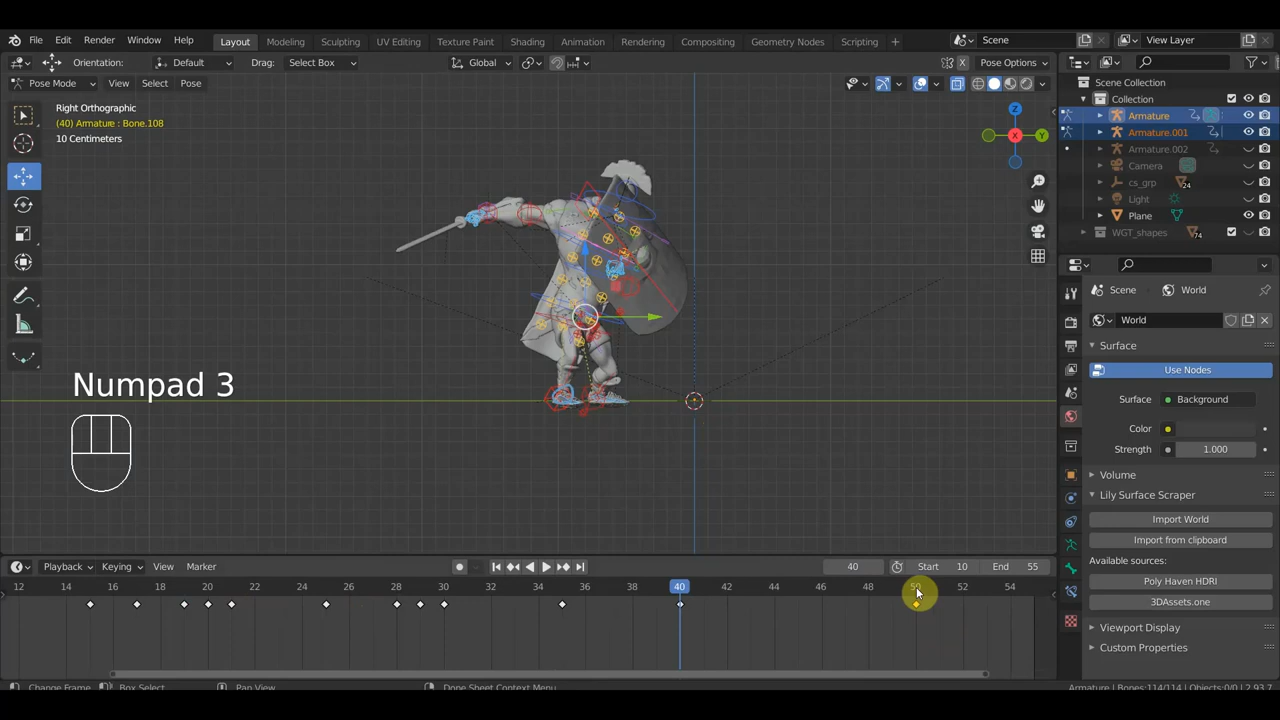 File Edit Render Window Help Layout Modeling Sculpting UV Editing Texture Paint Shading Animation Rendering Compositing Geometry Nodes Scripting + Scene View Layer
Orientation: Default Drag: Select Box Global Pose Options
Pose Mode View Select Pose
Right Orthographic
(40) Armature : Bone.108
10 Centimeters
Z
Y
X
Numpad 3
Scene Collection
Collection
Armature
Armature.001
Armature.002
Camera
cs_grp 24
Light
Plane
WGT_shapes 74
Scene World
World
Surface
Use Nodes
Surface Background
Color
Strength 1.000
Volume
Lily Surface Scraper
Import World
Import from clipboard
Available sources:
Poly Haven HDRI
3DAssets.one
Viewport Display
Custom Properties
Playback Keying View Marker 40 Start 10 End 55
12 14 16 18 20 22 24 26 28 30 32 34 36 38 40 42 44 46 48 50 52 54
Change Frame Box Select Pan View Dope Sheet Context Menu Armature | Bones:114/114 | Objects:0/0 | 2.93.7